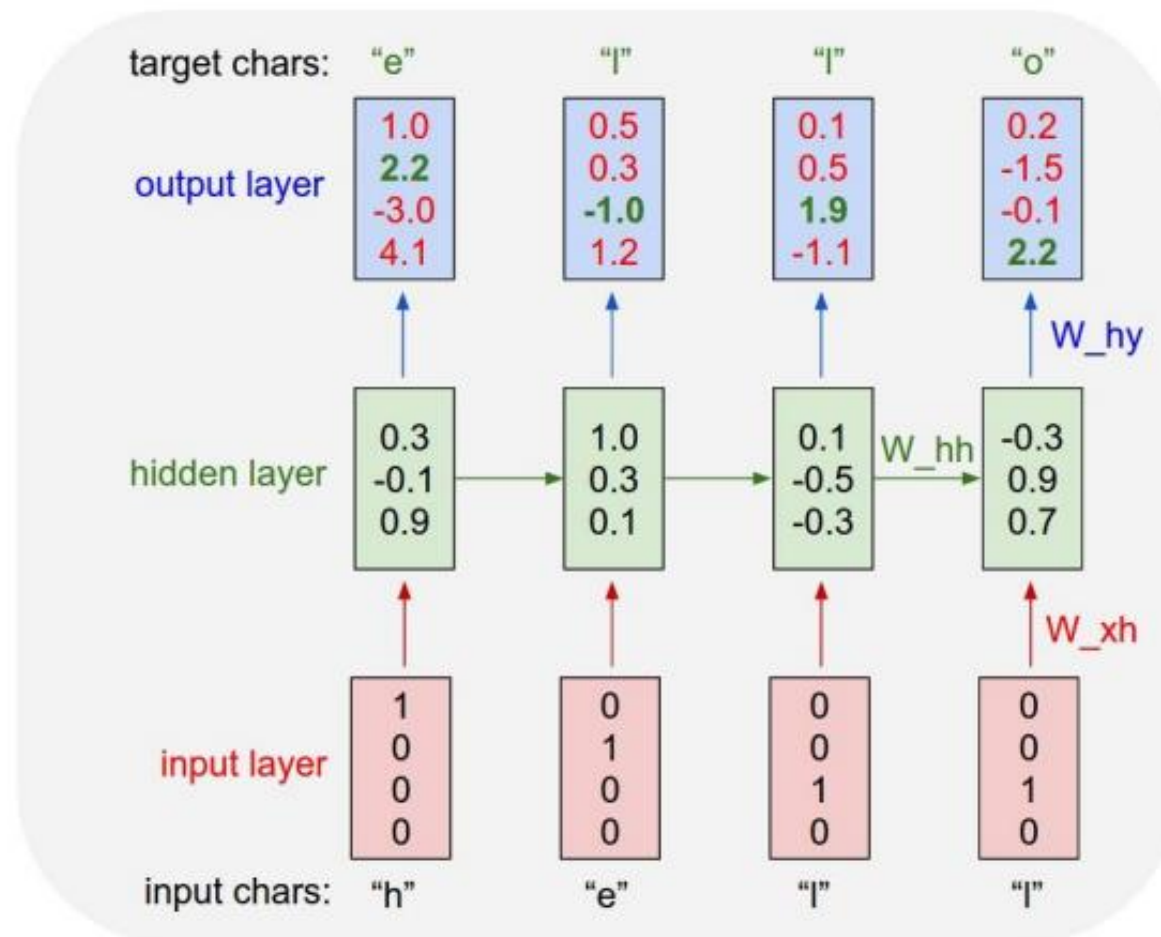 target chars: “e” “l” “l” “o”
1.0 0.5 0.1 0.2
2.2 0.3 0.5 -1.5
output layer
-3.0 -1.0 1.9 -0.1
4.1 1.2 -1.1 2.2
W_hy
0.3 1.0 0.1 -0.3
W_hh
hidden layer -0.1 0.3 -0.5 0.9
0.9 0.1 -0.3 0.7
W_xh
1 0 0 0
0 1 0 0
input layer
0 0 1 1
0 0 0 0
input chars: “h” “e” “l” “l”